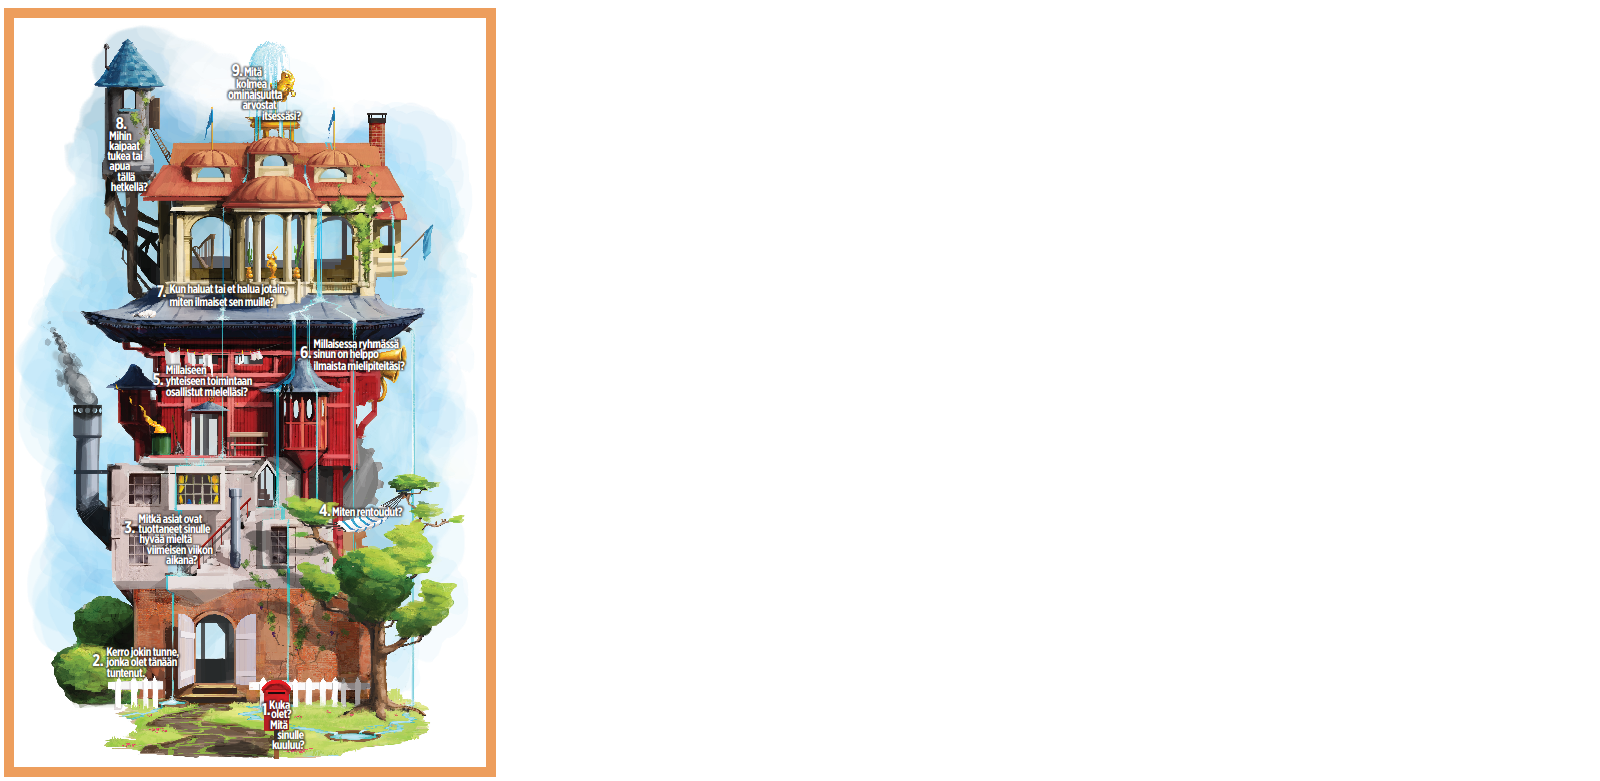 9. Mitä
kolmea
ominaisuutta
arvostat
itsessäsi?
8.
Mihin
kaipaat
tukea tai
apua
tällä
hetkellä?
7. Kun haluat tai et halua jotain,
miten ilmaiset sen muille?
6. Millaisessa ryhmässä
sinun on helppo
ilmaista mielipiteitäsi?
5. Millaiseen
yhteiseen toimintaan
osallistut mielelläsi?
4. Miten rentoudut?
3. Mitkä asiat ovat
tuottaneet sinulle
hyvää mieltä
viimeisen viikon
aikana?
2. Kerro jokin tunne,
jonka olet tänään
tuntenut.
1. Kuka
olet?
Mitä
sinulle
kuuluu?